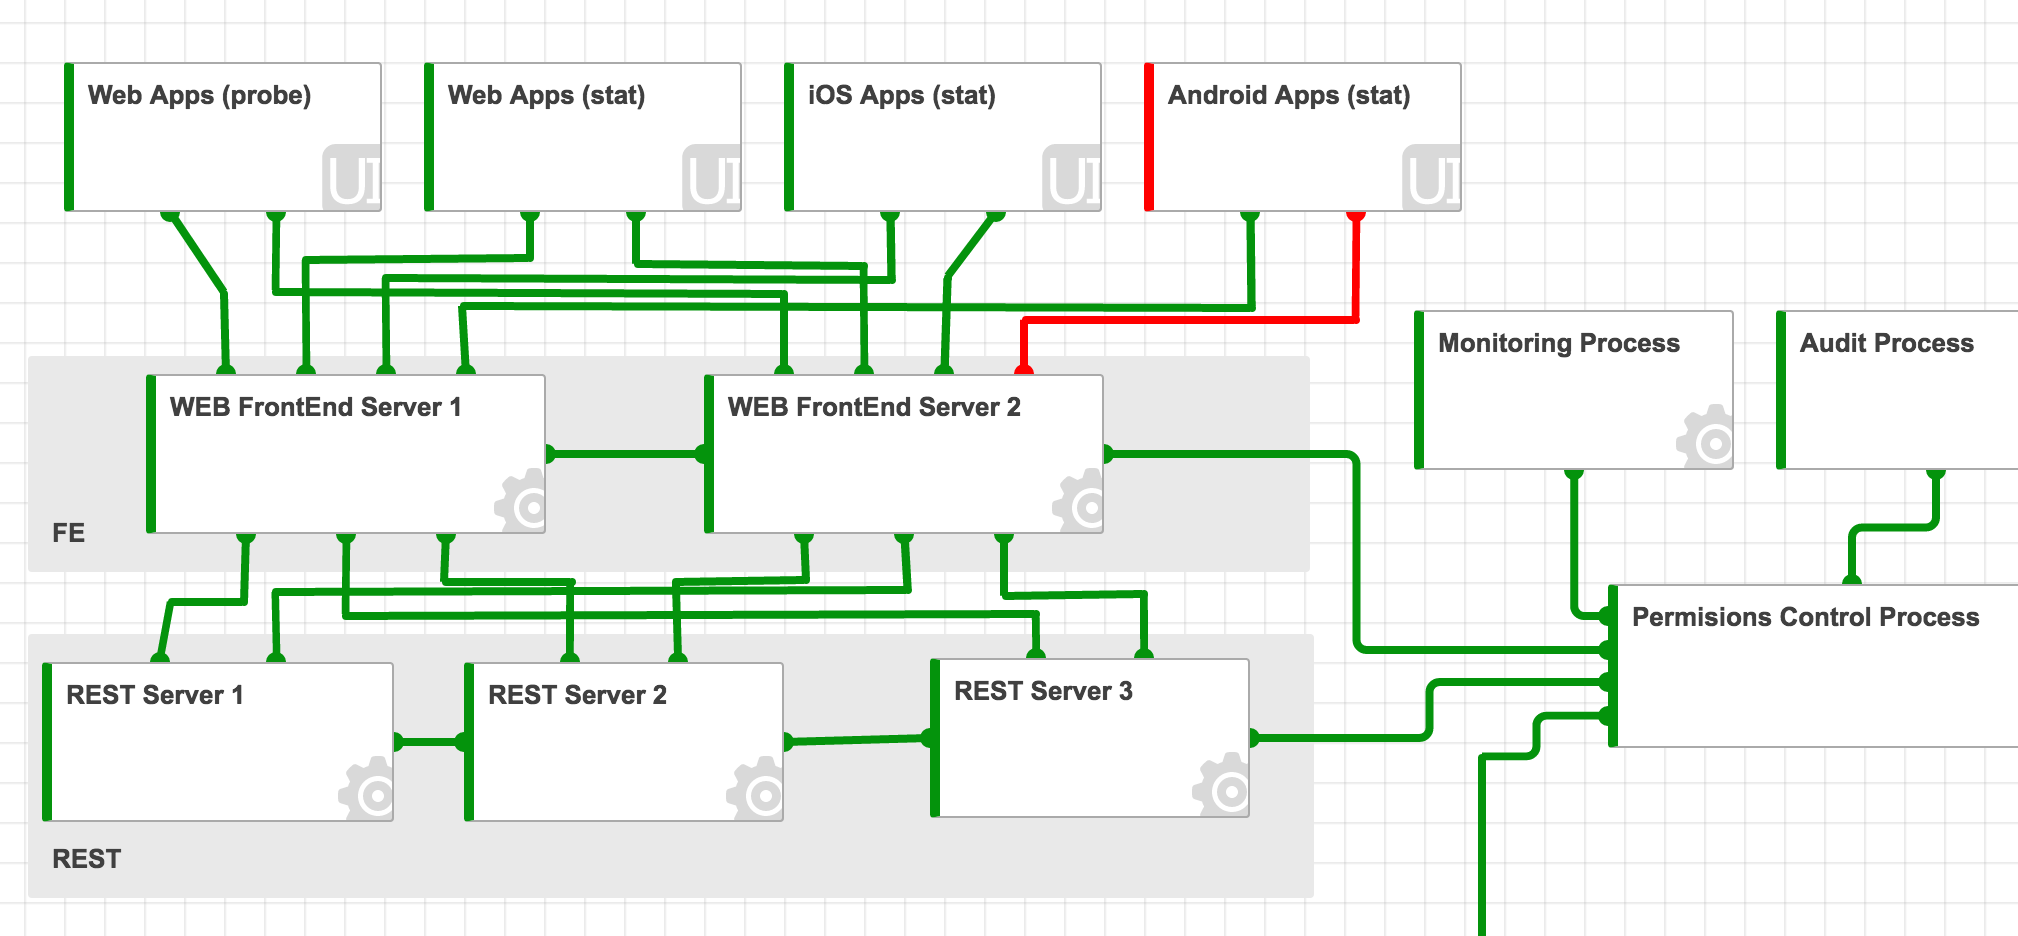 Web Apps (probe)
UI
Web Apps (stat)
UI
iOS Apps (stat)
UI
Android Apps (stat)
UI
Monitoring Process
Audit Process
WEB FrontEnd Server 1
WEB FrontEnd Server 2
FE
Permisions Control Process
REST Server 1
REST Server 2
REST Server 3
REST